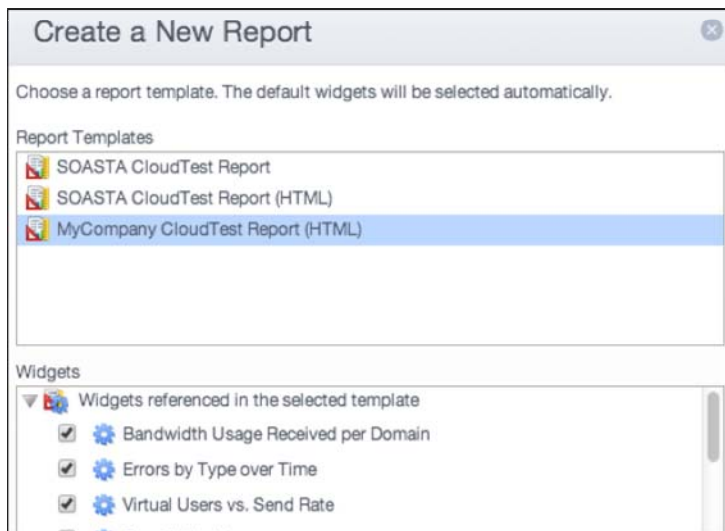 Create a New Report
Choose a report template. The default widgets will be selected automatically.
Report Templates
SOASTA CloudTest Report
SOASTA CloudTest Report (HTML)
MyCompany CloudTest Report (HTML)
Widgets
Widgets referenced in the selected template
Bandwidth Usage Received per Domain
Errors by Type over Time
Virtual Users vs. Send Rate